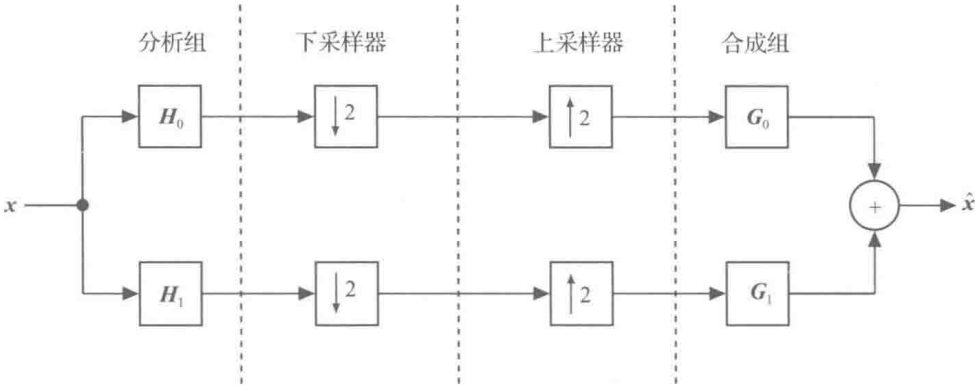 分析组 下采样器 上采样器 合成组
H₀ ↓2 ↑2 G₀
x + x̂
H₁ ↓2 ↑2 G₁